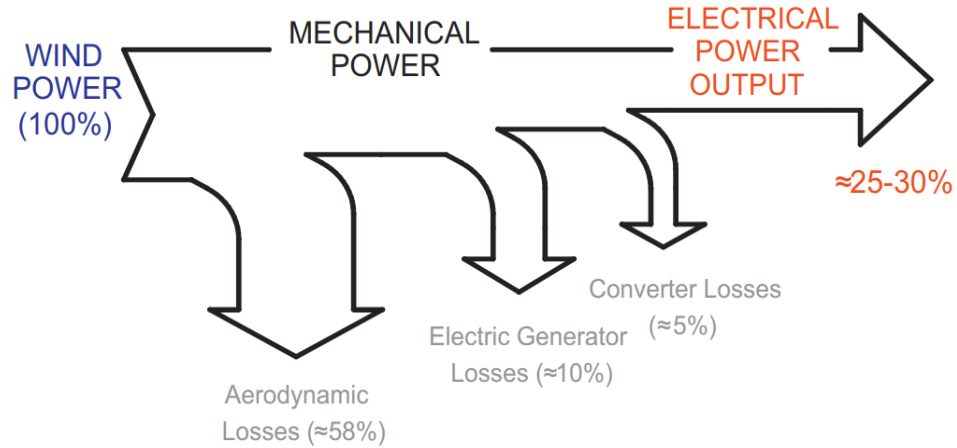 WIND
POWER
(100%)
MECHANICAL
POWER
ELECTRICAL
POWER
OUTPUT
≈25-30%
Converter Losses
(≈5%)
Electric Generator
Losses (≈10%)
Aerodynamic
Losses (≈58%)